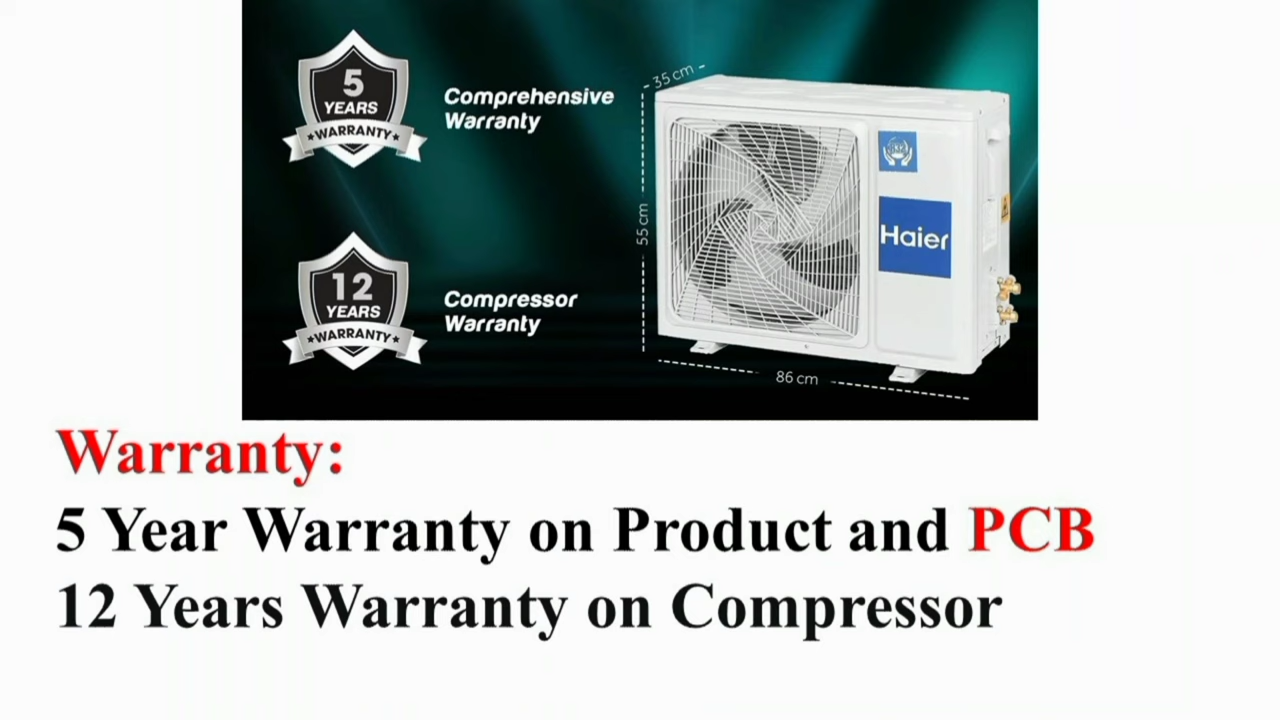 5
YEARS
WARRANTY
Comprehensive
Warranty
35 cm
55 cm
86 cm
R32
Haier
12
YEARS
WARRANTY
Compressor
Warranty
Warranty:
5 Year Warranty on Product and PCB
12 Years Warranty on Compressor